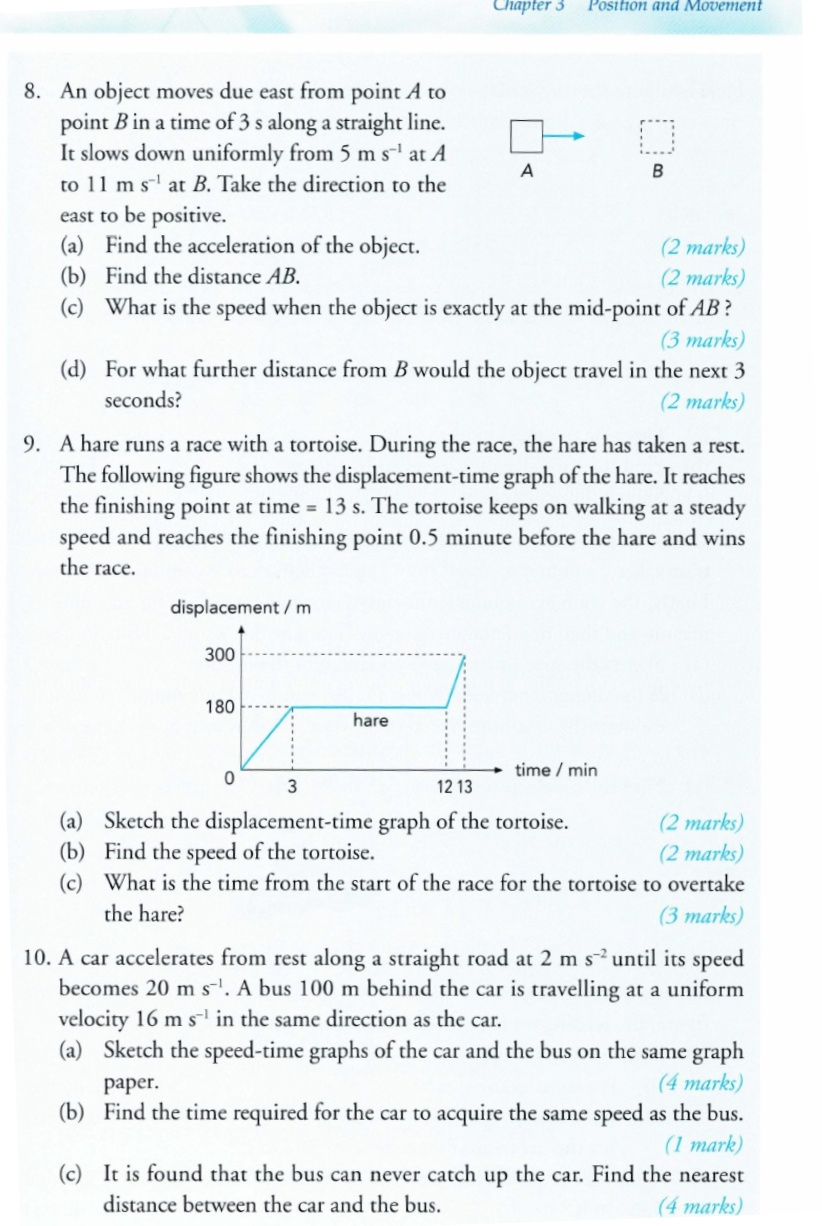 Chapter 3 Position and Movement
8. An object moves due east from point A to
point B in a time of 3 s along a straight line.
It slows down uniformly from 5 m s⁻¹ at A
to 11 m s⁻¹ at B. Take the direction to the
east to be positive.
A
B
(a) Find the acceleration of the object. (2 marks)
(b) Find the distance AB. (2 marks)
(c) What is the speed when the object is exactly at the mid-point of AB ?
(3 marks)
(d) For what further distance from B would the object travel in the next 3
seconds? (2 marks)
9. A hare runs a race with a tortoise. During the race, the hare has taken a rest.
The following figure shows the displacement-time graph of the hare. It reaches
the finishing point at time = 13 s. The tortoise keeps on walking at a steady
speed and reaches the finishing point 0.5 minute before the hare and wins
the race.
displacement / m
300
180
hare
0
3
12 13
time / min
(a) Sketch the displacement-time graph of the tortoise. (2 marks)
(b) Find the speed of the tortoise. (2 marks)
(c) What is the time from the start of the race for the tortoise to overtake
the hare? (3 marks)
10. A car accelerates from rest along a straight road at 2 m s⁻² until its speed
becomes 20 m s⁻¹. A bus 100 m behind the car is travelling at a uniform
velocity 16 m s⁻¹ in the same direction as the car.
(a) Sketch the speed-time graphs of the car and the bus on the same graph
paper. (4 marks)
(b) Find the time required for the car to acquire the same speed as the bus.
(1 mark)
(c) It is found that the bus can never catch up the car. Find the nearest
distance between the car and the bus. (4 marks)